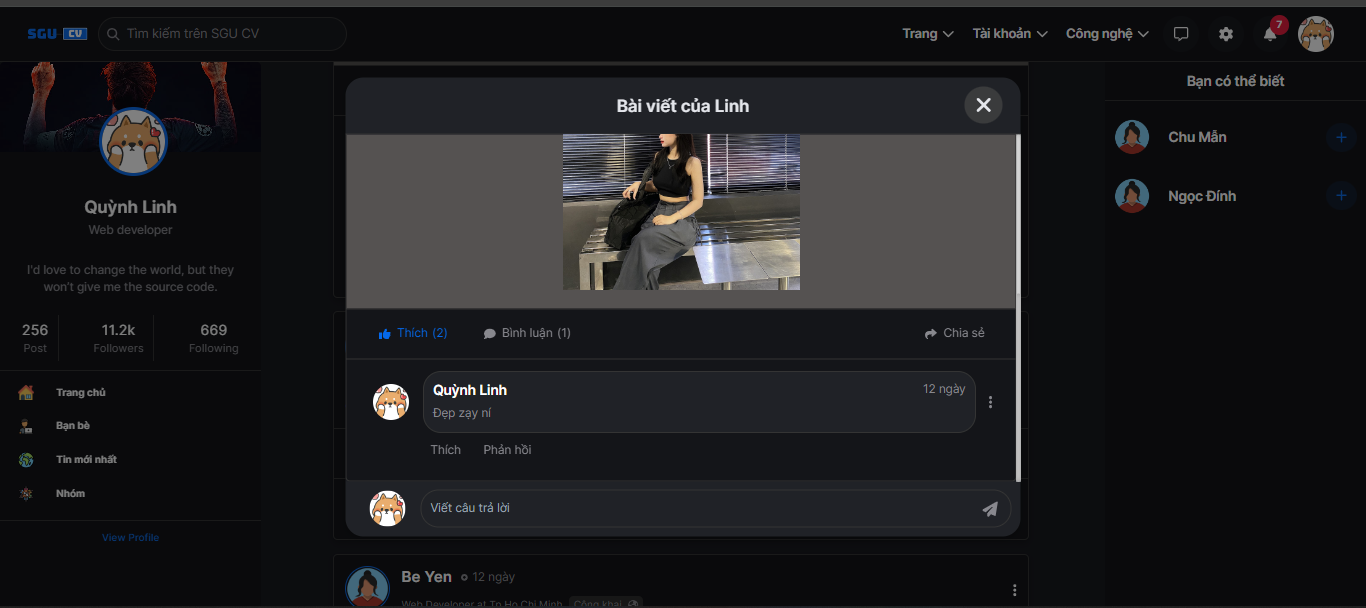 SGU CV
Tìm kiếm trên SGU CV
Trang
Tài khoản
Công nghệ
7
Quỳnh Linh
Web developer
I'd love to change the world, but they
won't give me the source code.
256
Post
11.2k
Followers
669
Following
Trang chủ
Bạn bè
Tin mới nhất
Nhóm
View Profile
Bài viết của Linh
Thích (2)
Bình luận (1)
Chia sẻ
Quỳnh Linh
12 ngày
Đẹp zạy ní
Thích
Phản hồi
Viết câu trả lời
Be Yen
12 ngày
Web Developer at Tp Ho Chi Minh
Công khai
Bạn có thể biết
Chu Mẫn
Ngọc Đính